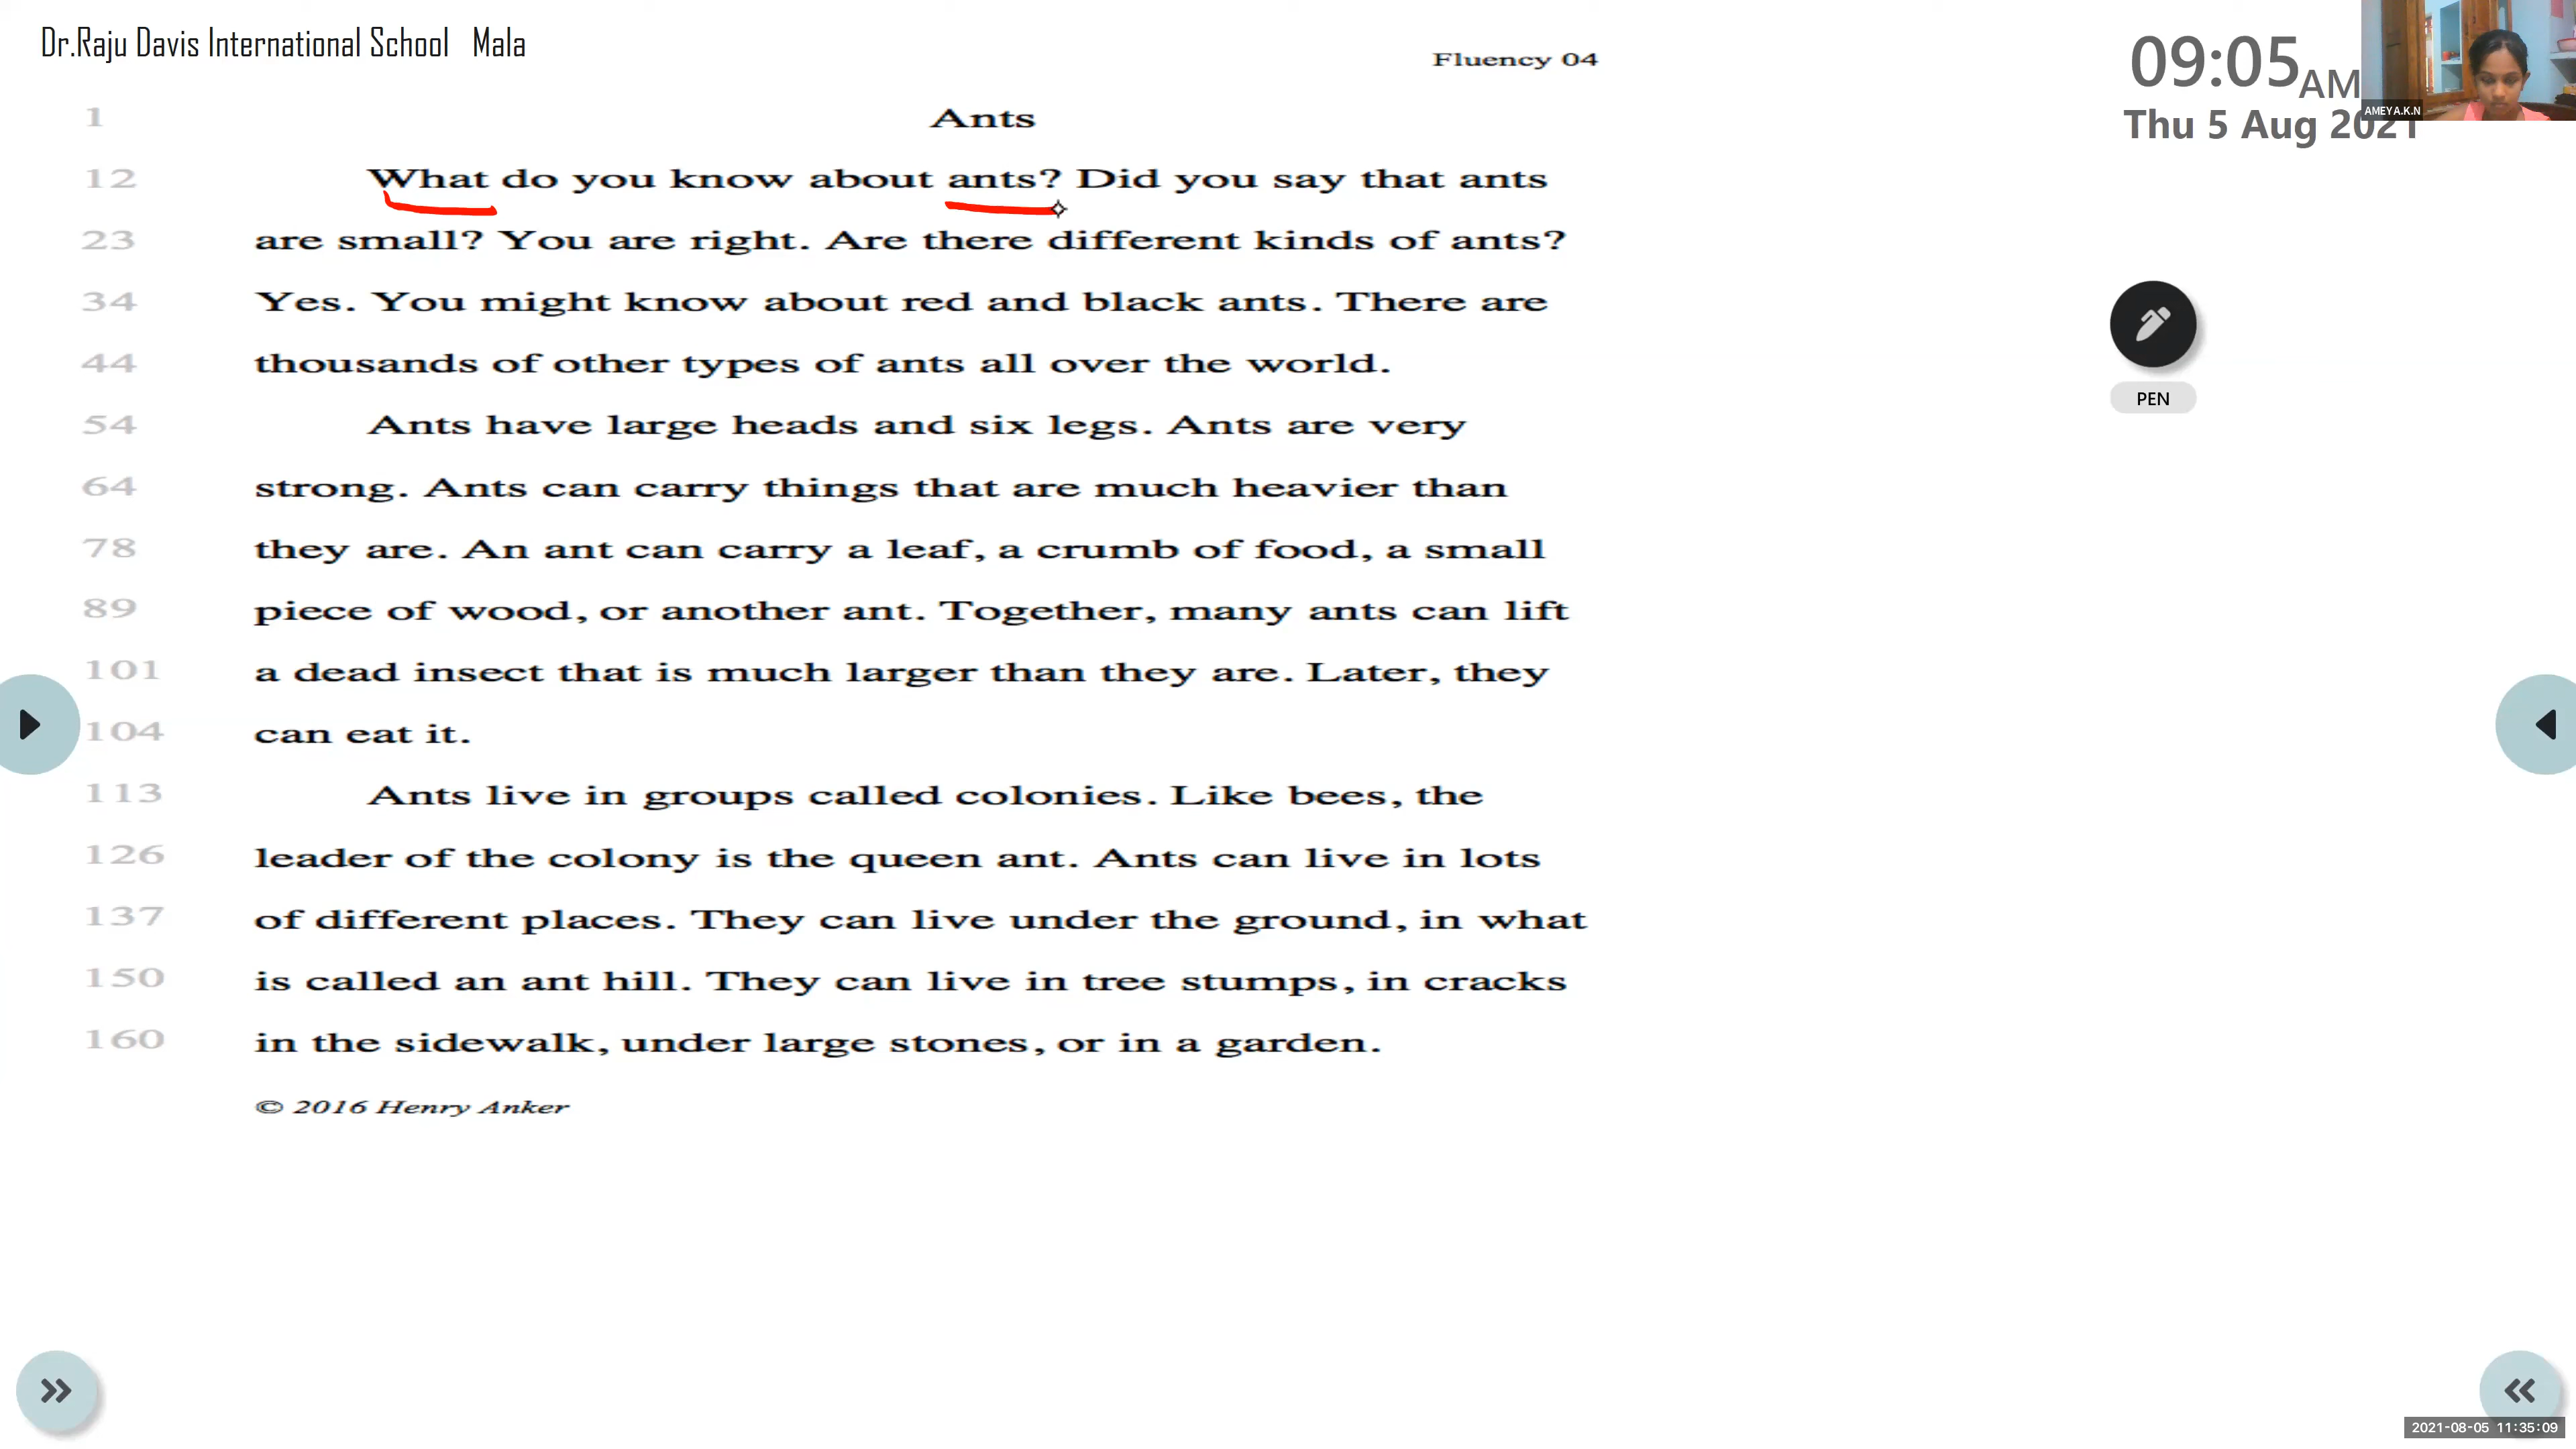 Dr.Raju Davis International School Mala
Fluency 04
09:05 AM
Thu 5 Aug 2021
AMEYA.K.N
1 Ants
12 What do you know about ants? Did you say that ants
23 are small? You are right. Are there different kinds of ants?
34 Yes. You might know about red and black ants. There are
44 thousands of other types of ants all over the world.
54 Ants have large heads and six legs. Ants are very
64 strong. Ants can carry things that are much heavier than
78 they are. An ant can carry a leaf, a crumb of food, a small
89 piece of wood, or another ant. Together, many ants can lift
101 a dead insect that is much larger than they are. Later, they
104 can eat it.
113 Ants live in groups called colonies. Like bees, the
126 leader of the colony is the queen ant. Ants can live in lots
137 of different places. They can live under the ground, in what
150 is called an ant hill. They can live in tree stumps, in cracks
160 in the sidewalk, under large stones, or in a garden.
© 2016 Henry Anker
PEN
2021-08-05 11:35:09